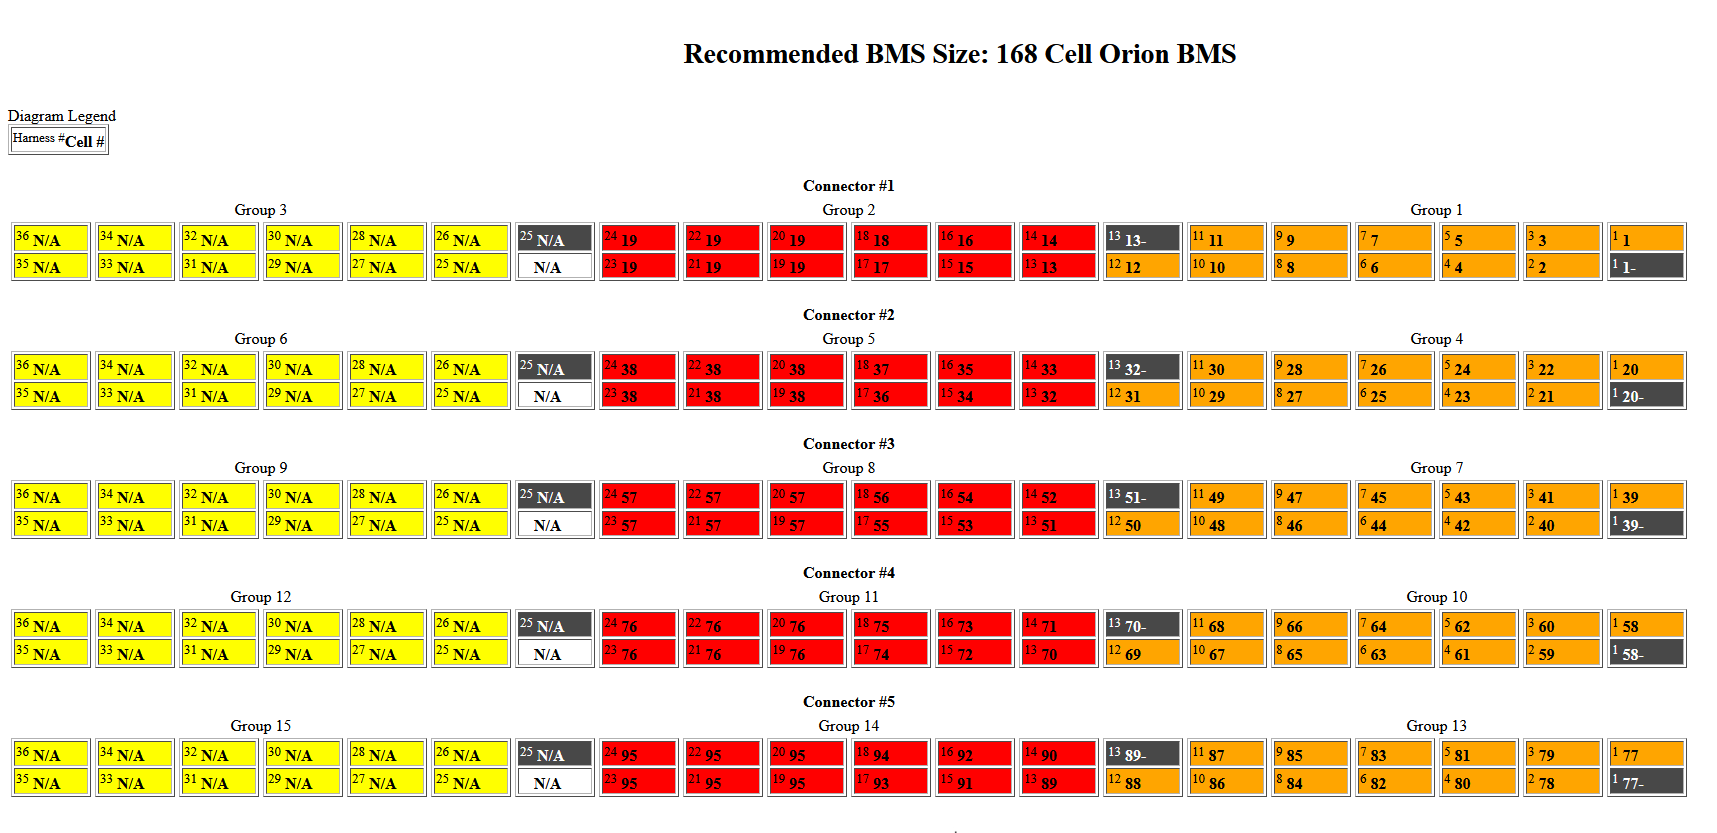 Recommended BMS Size: 168 Cell Orion BMS
Diagram Legend
Harness #Cell #
Connector #1
Group 3 Group 2 Group 1
36 N/A 34 N/A 32 N/A 30 N/A 28 N/A 26 N/A 25 N/A 24 19 22 19 20 19 18 18 16 16 14 14 13 13- 11 11 9 9 7 7 5 5 3 3 1 1
35 N/A 33 N/A 31 N/A 29 N/A 27 N/A 25 N/A N/A 23 19 21 19 19 19 17 17 15 15 13 13 12 12 10 10 8 8 6 6 4 4 2 2 1 1-
Connector #2
Group 6 Group 5 Group 4
36 N/A 34 N/A 32 N/A 30 N/A 28 N/A 26 N/A 25 N/A 24 38 22 38 20 38 18 37 16 35 14 33 13 32- 11 30 9 28 7 26 5 24 3 22 1 20
35 N/A 33 N/A 31 N/A 29 N/A 27 N/A 25 N/A N/A 23 38 21 38 19 38 17 36 15 34 13 32 12 31 10 29 8 27 6 25 4 23 2 21 1 20-
Connector #3
Group 9 Group 8 Group 7
36 N/A 34 N/A 32 N/A 30 N/A 28 N/A 26 N/A 25 N/A 24 57 22 57 20 57 18 56 16 54 14 52 13 51- 11 49 9 47 7 45 5 43 3 41 1 39
35 N/A 33 N/A 31 N/A 29 N/A 27 N/A 25 N/A N/A 23 57 21 57 19 57 17 55 15 53 13 51 12 50 10 48 8 46 6 44 4 42 2 40 1 39-
Connector #4
Group 12 Group 11 Group 10
36 N/A 34 N/A 32 N/A 30 N/A 28 N/A 26 N/A 25 N/A 24 76 22 76 20 76 18 75 16 73 14 71 13 70- 11 68 9 66 7 64 5 62 3 60 1 58
35 N/A 33 N/A 31 N/A 29 N/A 27 N/A 25 N/A N/A 23 76 21 76 19 76 17 74 15 72 13 70 12 69 10 67 8 65 6 63 4 61 2 59 1 58-
Connector #5
Group 15 Group 14 Group 13
36 N/A 34 N/A 32 N/A 30 N/A 28 N/A 26 N/A 25 N/A 24 95 22 95 20 95 18 94 16 92 14 90 13 89- 11 87 9 85 7 83 5 81 3 79 1 77
35 N/A 33 N/A 31 N/A 29 N/A 27 N/A 25 N/A N/A 23 95 21 95 19 95 17 93 15 91 13 89 12 88 10 86 8 84 6 82 4 80 2 78 1 77-